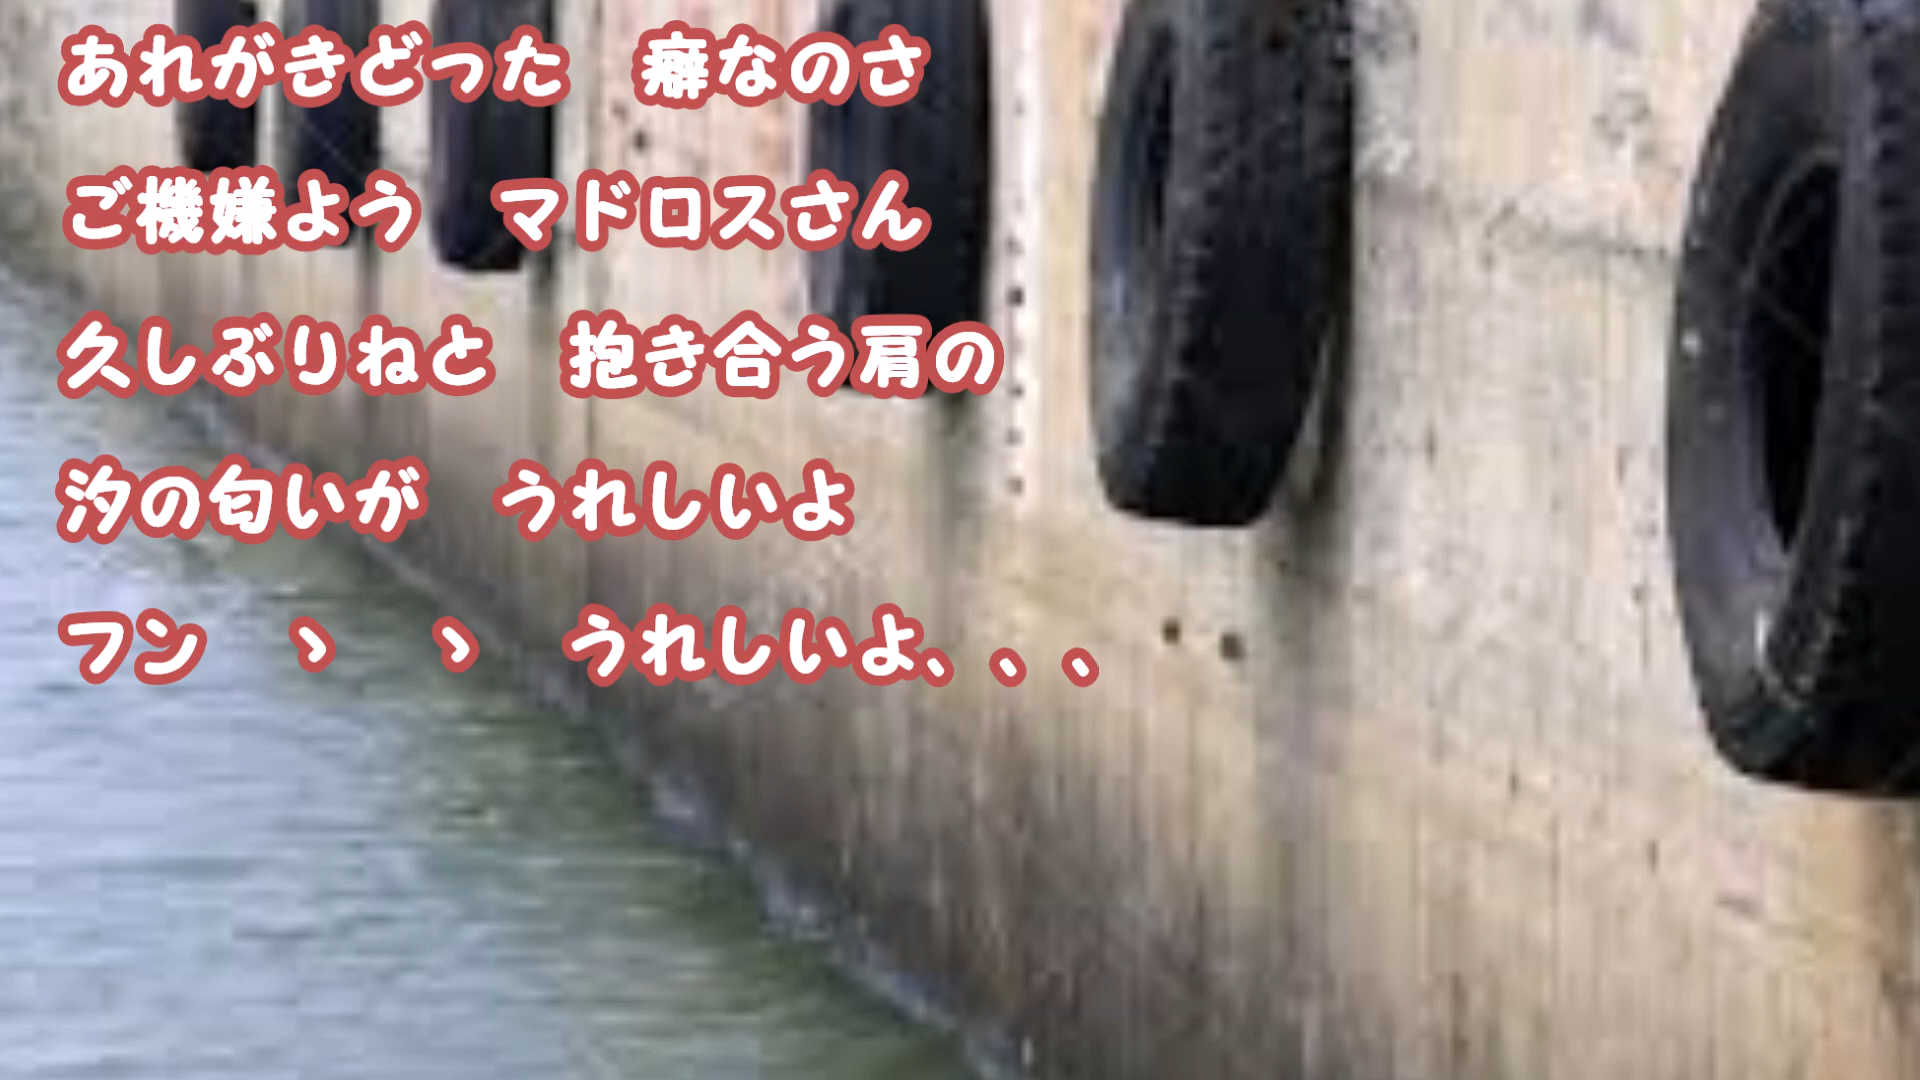 あれがきどった　癖なのさ
ご機嫌よう　マドロスさん
久しぶりねと　抱き合う肩の
汐の匂いが　うれしいよ
フン　ゝ　ゝ　うれしいよ、、、